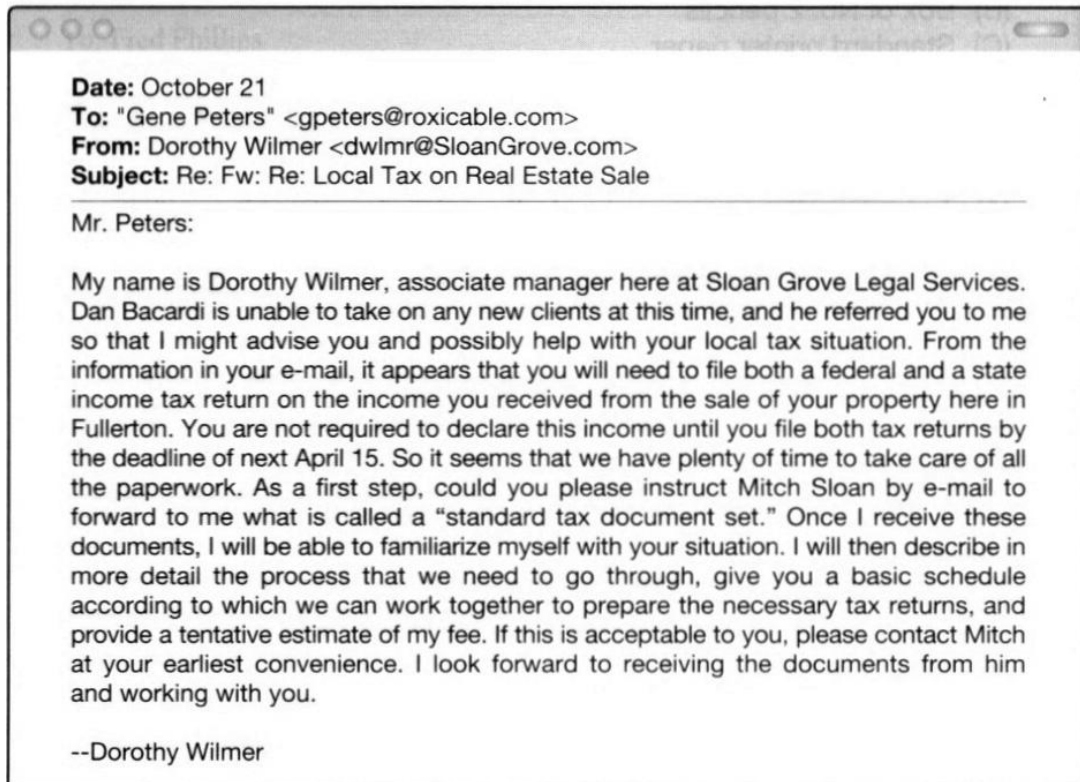 Date: October 21
To: "Gene Peters" <gpeters@roxicable.com>
From: Dorothy Wilmer <dwlmr@SloanGrove.com>
Subject: Re: Fw: Re: Local Tax on Real Estate Sale
Mr. Peters:
My name is Dorothy Wilmer, associate manager here at Sloan Grove Legal Services.
Dan Bacardi is unable to take on any new clients at this time, and he referred you to me
so that I might advise you and possibly help with your local tax situation. From the
information in your e-mail, it appears that you will need to file both a federal and a state
income tax return on the income you received from the sale of your property here in
Fullerton. You are not required to declare this income until you file both tax returns by
the deadline of next April 15. So it seems that we have plenty of time to take care of all
the paperwork. As a first step, could you please instruct Mitch Sloan by e-mail to
forward to me what is called a “standard tax document set.” Once I receive these
documents, I will be able to familiarize myself with your situation. I will then describe in
more detail the process that we need to go through, give you a basic schedule
according to which we can work together to prepare the necessary tax returns, and
provide a tentative estimate of my fee. If this is acceptable to you, please contact Mitch
at your earliest convenience. I look forward to receiving the documents from him
and working with you.
--Dorothy Wilmer